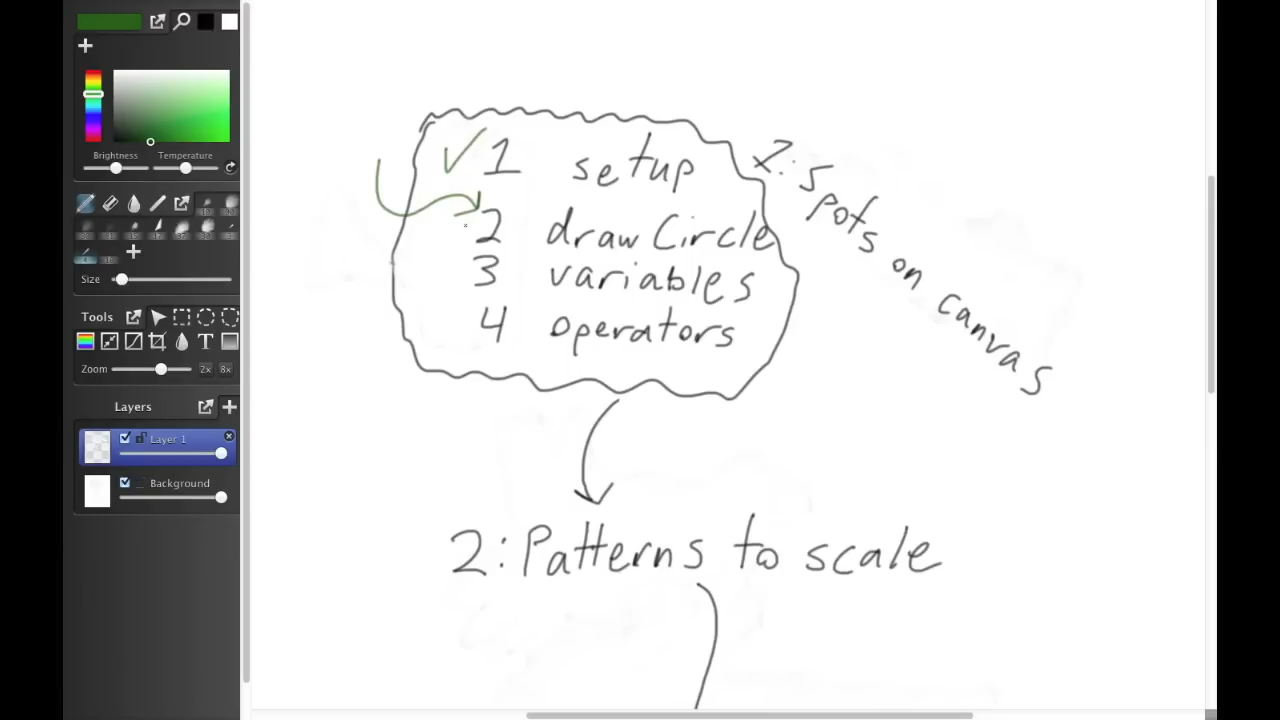 Brightness Temperature
Size
Tools
Zoom 2x 8x
Layers
Layer 1
Background
1 setup
2 draw Circle
3 variables
4 operators
: spots on canvas
2: Patterns to scale